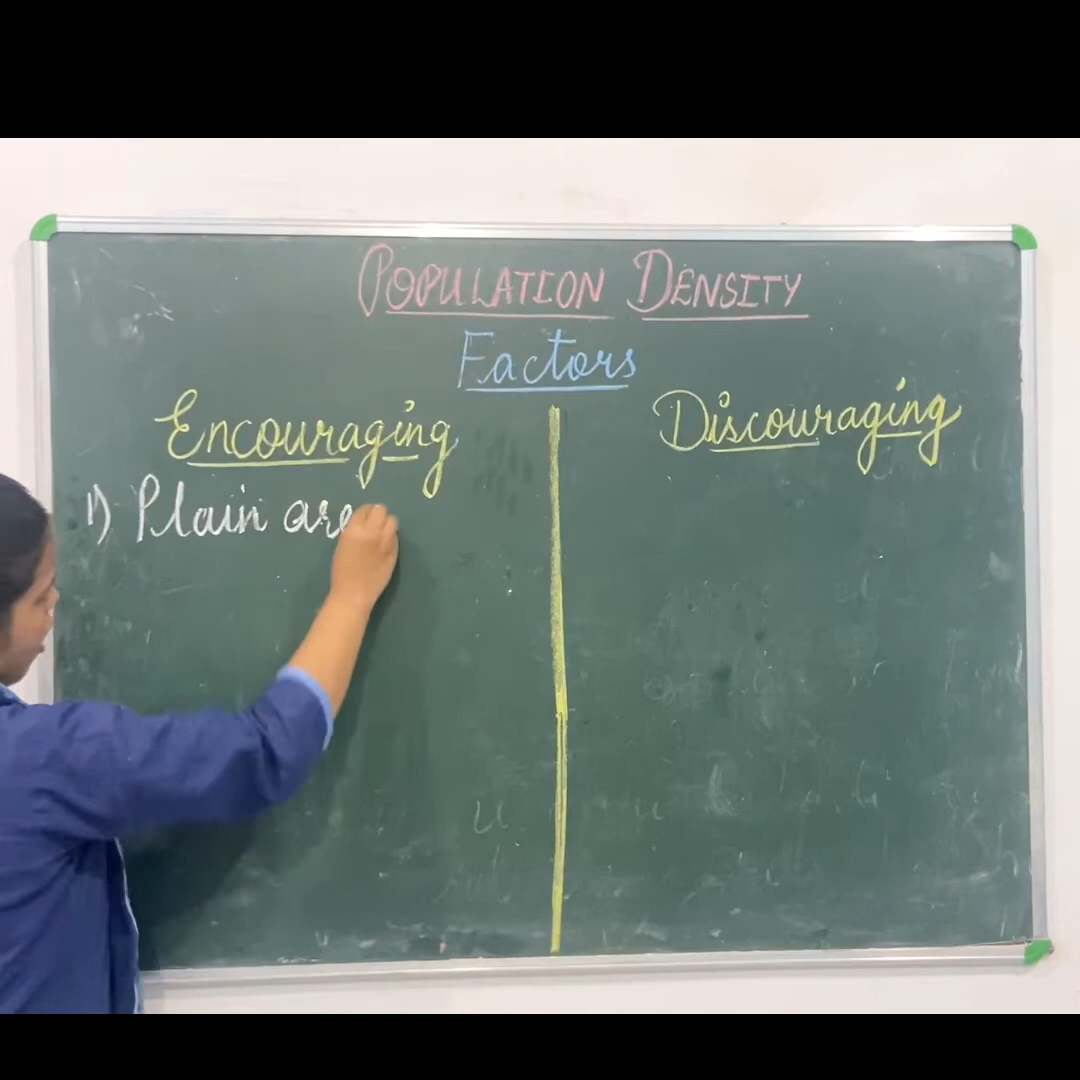 POPULATION DENSITY
Factors
Encouraging
Discouraging
1) Plain are